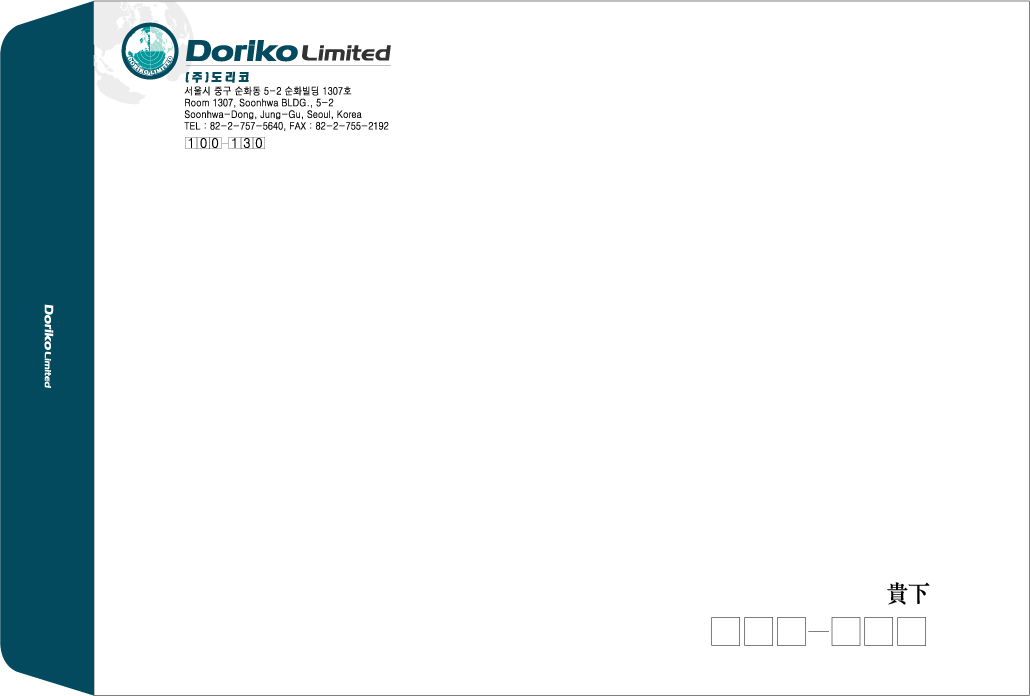 Doriko Limited
DORIKO LIMITED
(주)도리코
서울시 중구 순화동 5-2 순화빌딩 1307호
Room 1307, Soonhwa BLDG., 5-2
Soonhwa-Dong, Jung-Gu, Seoul, Korea
TEL : 82-2-757-5640, FAX : 82-2-755-2192
100-130
Doriko Limited
貴下